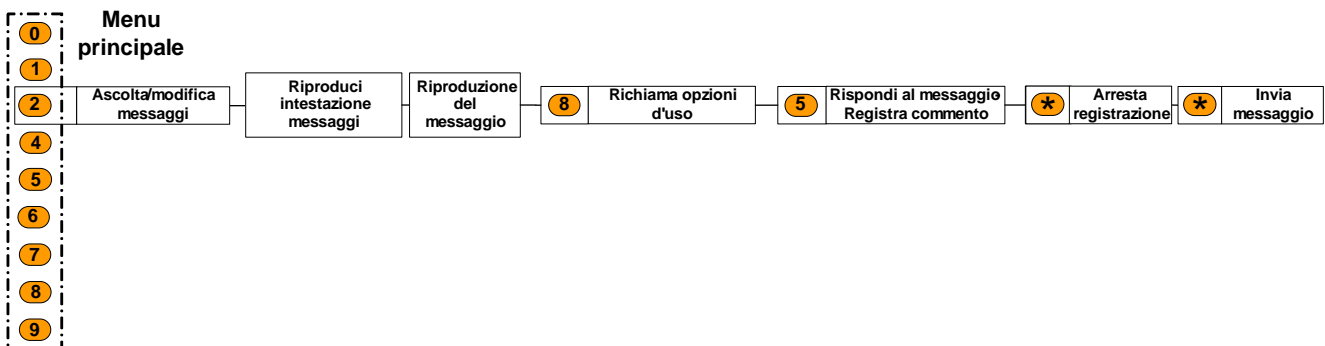 Menu
principale
0
1
2
Ascolta/modifica
messaggi
Riproduci
intestazione
messaggi
Riproduzione
del
messaggio
8
Richiama opzioni
d'uso
5
Rispondi al messaggio
Registra commento
*
Arresta
registrazione
*
Invia
messaggio
4
5
6
7
8
9